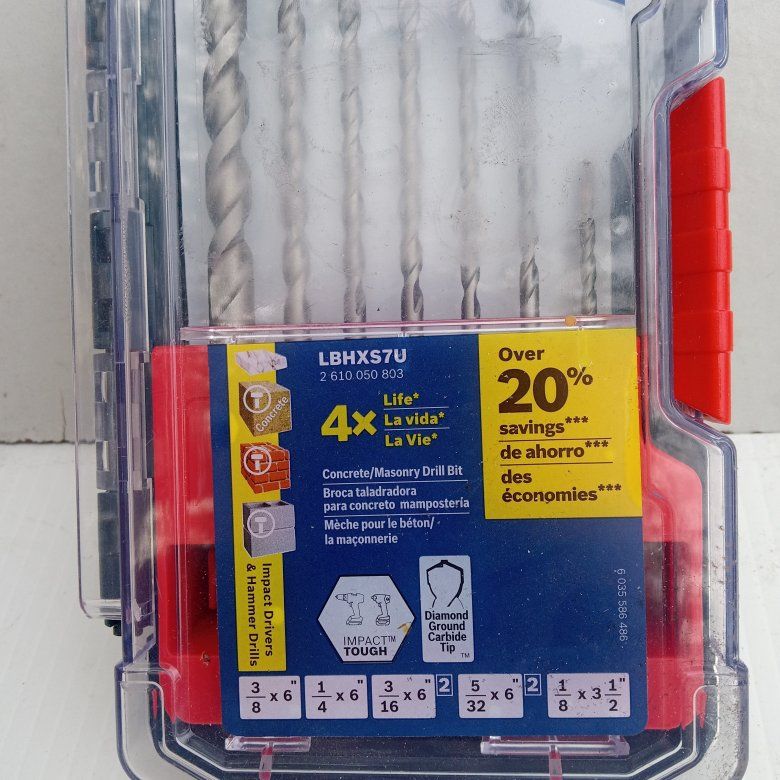 LBHXS7U
2 610 050 803
4x
Life*
La vida*
La Vie*
Concrete/Masonry Drill Bit
Broca taladradora
para concreto mampostería
Mèche pour le béton/
la maçonnerie
Concrete
Impact Drivers
& Hammer Drills
Over
20%
savings***
de ahorro***
des
économies***
IMPACT™
TOUGH
Diamond
Ground
Carbide
Tip
™
6 035 586 486
3/8 x 6"
1/4 x 6"
3/16 x 6" 2
5/32 x 6" 2
1/8 x 3 1/2"